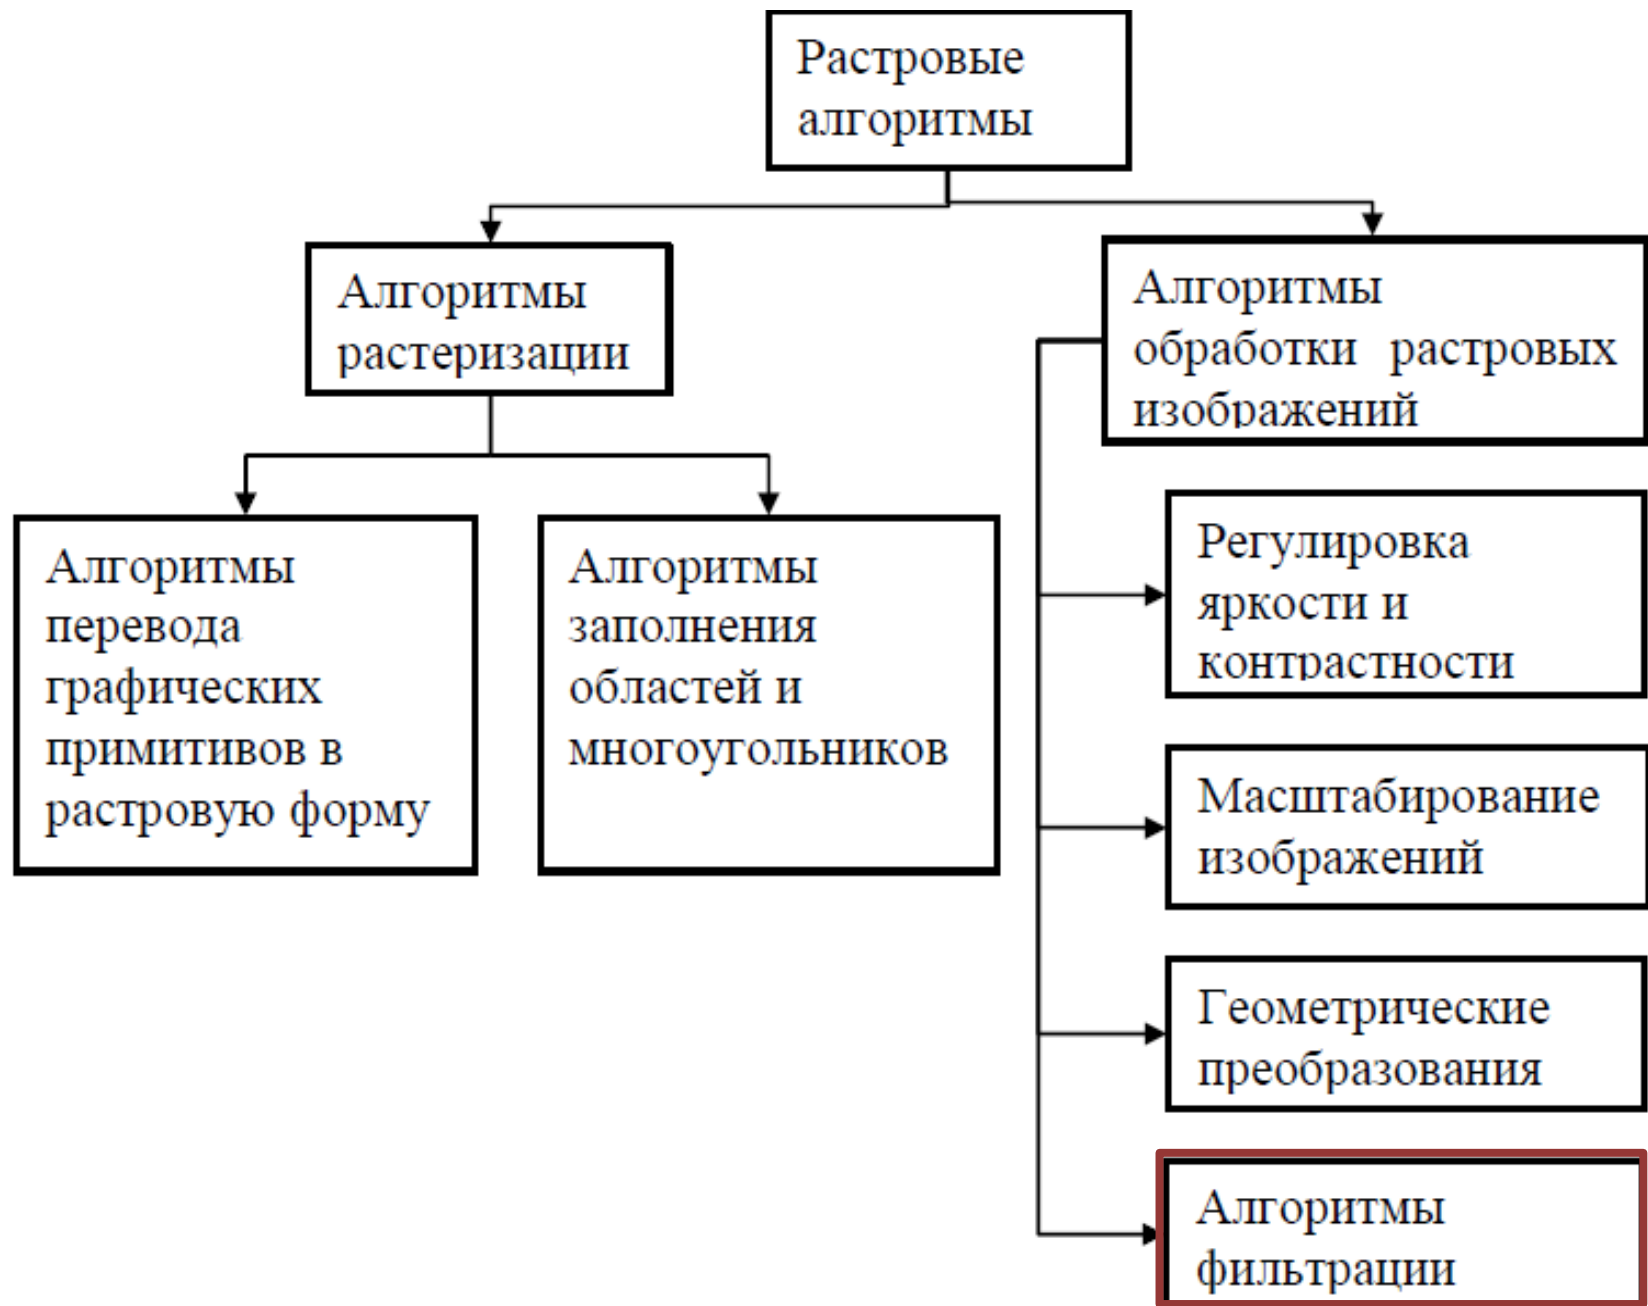 Растровые
алгоритмы
Алгоритмы
растеризации
Алгоритмы
обработки растровых
изображений
Алгоритмы
перевода
графических
примитивов в
растровую форму
Алгоритмы
заполнения
областей и
многоугольников
Регулировка
яркости и
контрастности
Масштабирование
изображений
Геометрические
преобразования
Алгоритмы
фильтрации